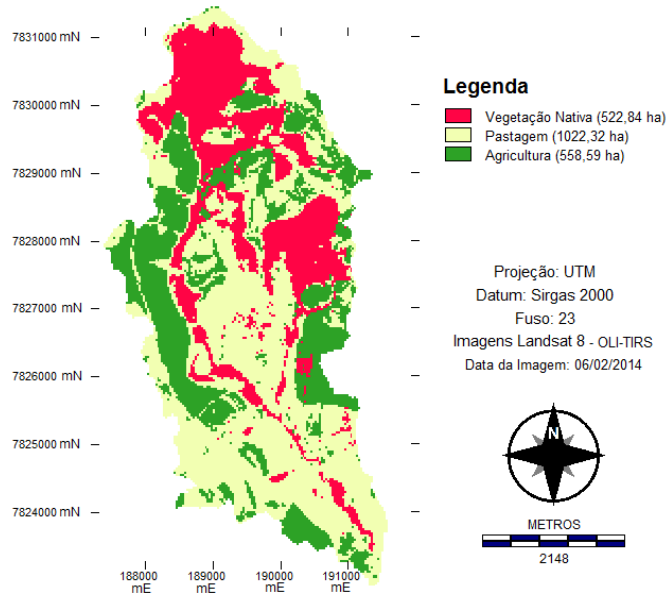 7831000 mN
7830000 mN
7829000 mN
7828000 mN
7827000 mN
7826000 mN
7825000 mN
7824000 mN
188000 mE
189000 mE
190000 mE
191000 mE
Legenda
Vegetação Nativa (522,84 ha)
Pastagem (1022,32 ha)
Agricultura (558,59 ha)
Projeção: UTM
Datum: Sirgas 2000
Fuso: 23
Imagens Landsat 8 - OLI-TIRS
Data da Imagem: 06/02/2014
N
METROS
2148